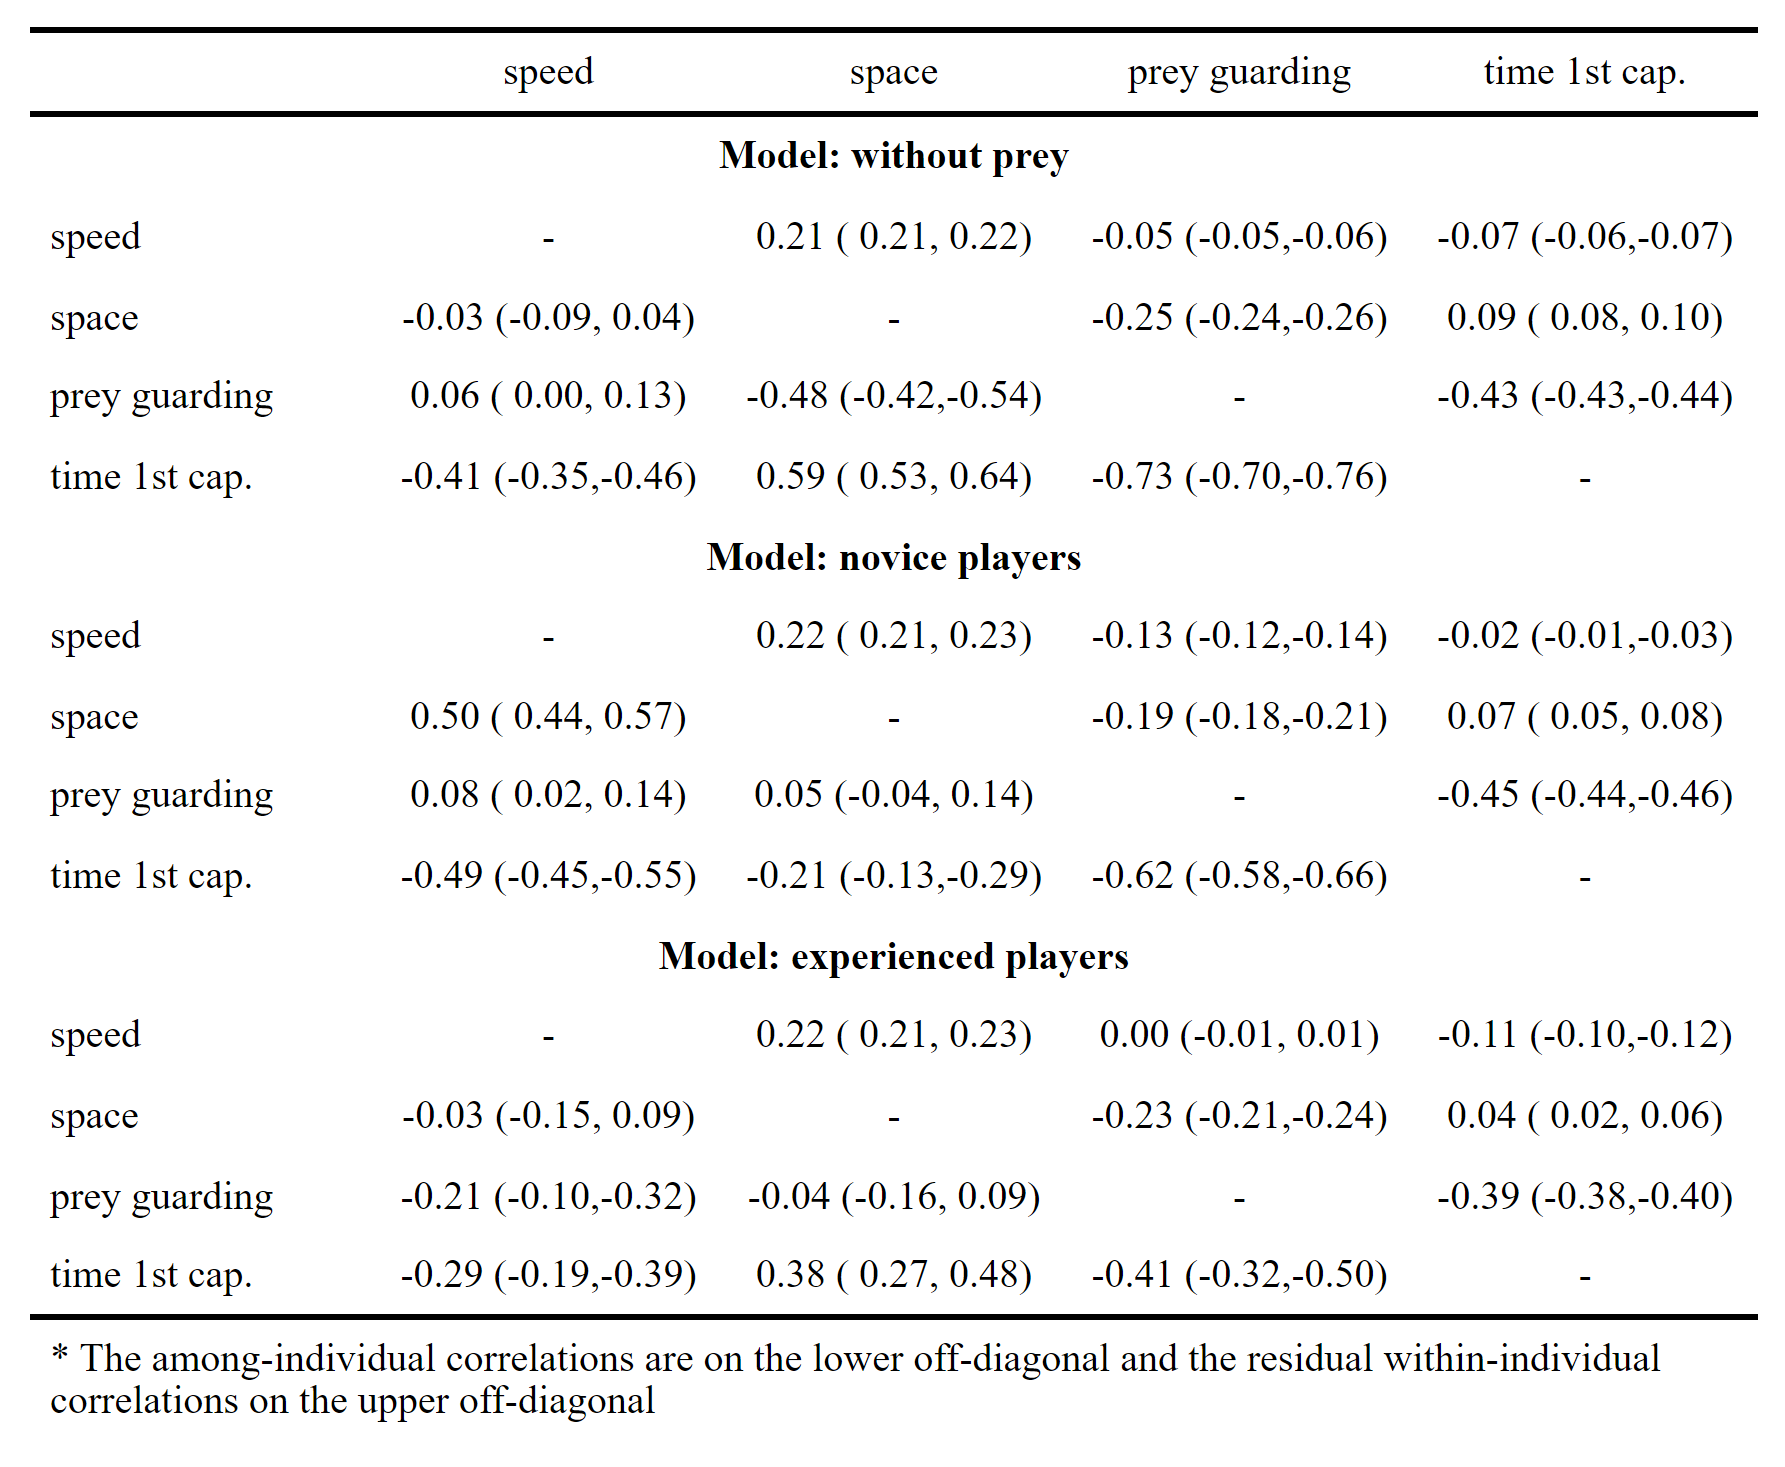 speed space prey guarding time 1st cap.
Model: without prey
speed - 0.21 ( 0.21, 0.22) -0.05 (-0.05,-0.06) -0.07 (-0.06,-0.07)
space -0.03 (-0.09, 0.04) - -0.25 (-0.24,-0.26) 0.09 ( 0.08, 0.10)
prey guarding 0.06 ( 0.00, 0.13) -0.48 (-0.42,-0.54) - -0.43 (-0.43,-0.44)
time 1st cap. -0.41 (-0.35,-0.46) 0.59 ( 0.53, 0.64) -0.73 (-0.70,-0.76) -
Model: novice players
speed - 0.22 ( 0.21, 0.23) -0.13 (-0.12,-0.14) -0.02 (-0.01,-0.03)
space 0.50 ( 0.44, 0.57) - -0.19 (-0.18,-0.21) 0.07 ( 0.05, 0.08)
prey guarding 0.08 ( 0.02, 0.14) 0.05 (-0.04, 0.14) - -0.45 (-0.44,-0.46)
time 1st cap. -0.49 (-0.45,-0.55) -0.21 (-0.13,-0.29) -0.62 (-0.58,-0.66) -
Model: experienced players
speed - 0.22 ( 0.21, 0.23) 0.00 (-0.01, 0.01) -0.11 (-0.10,-0.12)
space -0.03 (-0.15, 0.09) - -0.23 (-0.21,-0.24) 0.04 ( 0.02, 0.06)
prey guarding -0.21 (-0.10,-0.32) -0.04 (-0.16, 0.09) - -0.39 (-0.38,-0.40)
time 1st cap. -0.29 (-0.19,-0.39) 0.38 ( 0.27, 0.48) -0.41 (-0.32,-0.50) -
* The among-individual correlations are on the lower off-diagonal and the residual within-individual
correlations on the upper off-diagonal